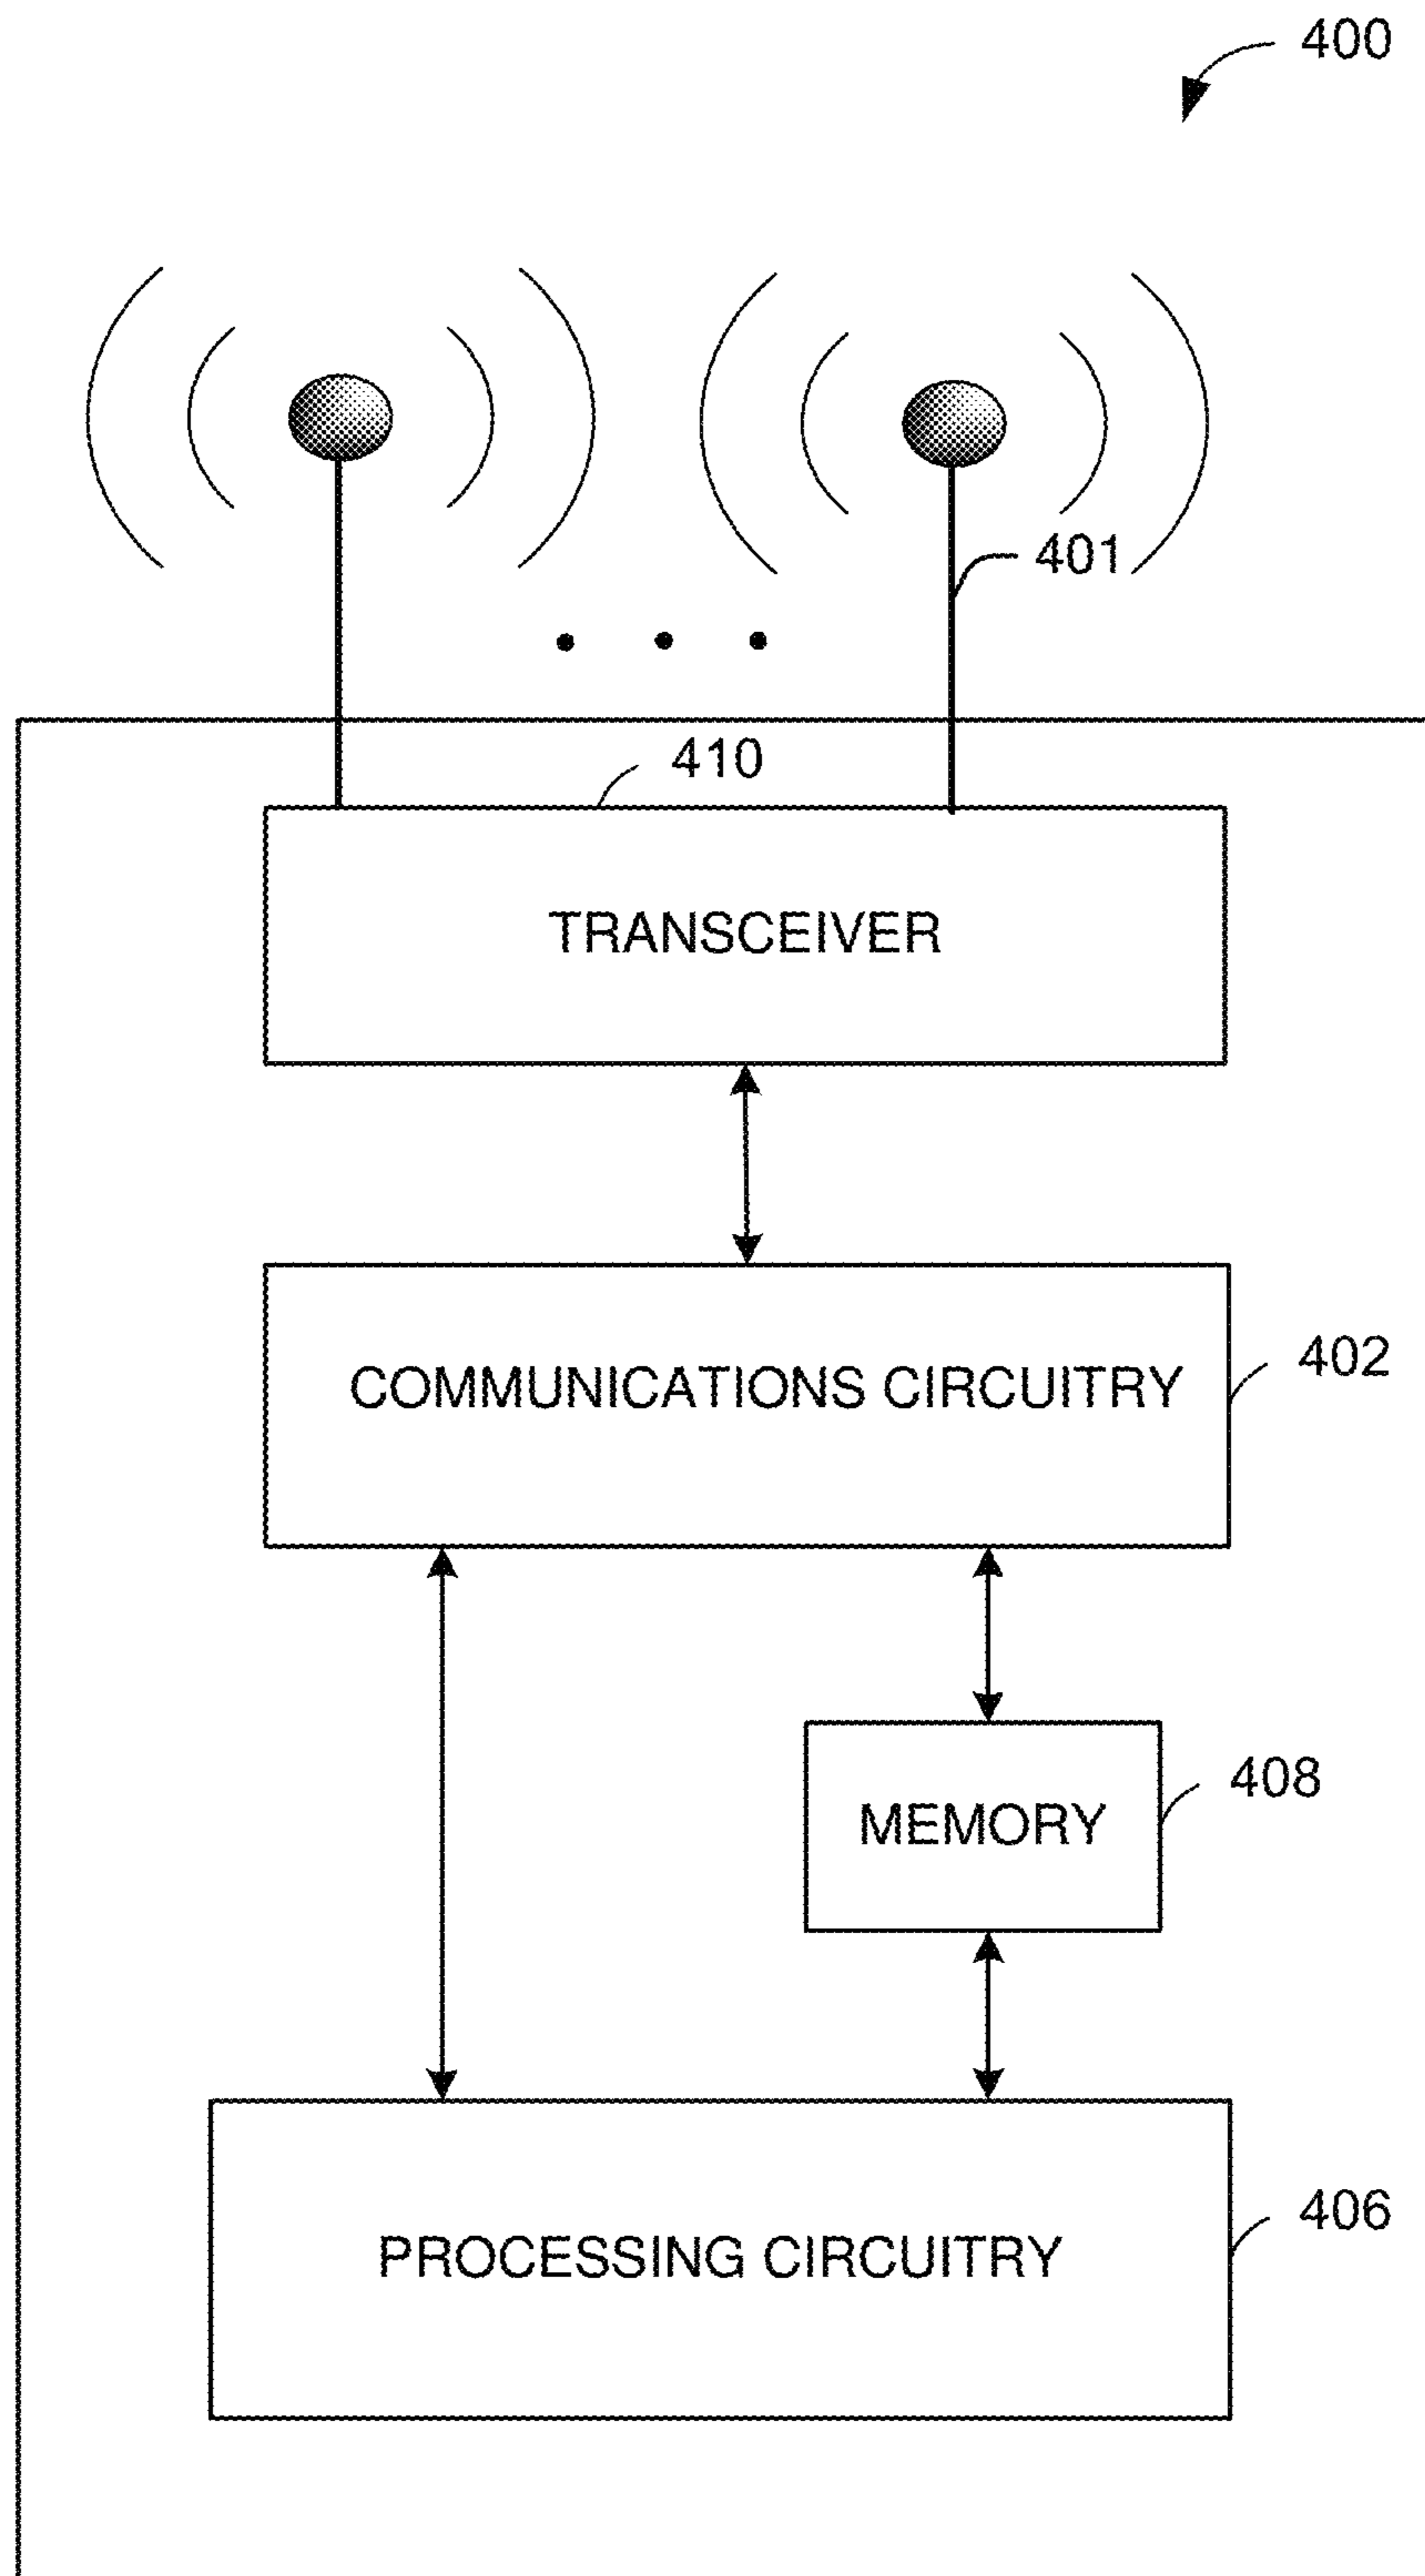 400
401
410
TRANSCEIVER
COMMUNICATIONS CIRCUITRY
402
408
MEMORY
406
PROCESSING CIRCUITRY